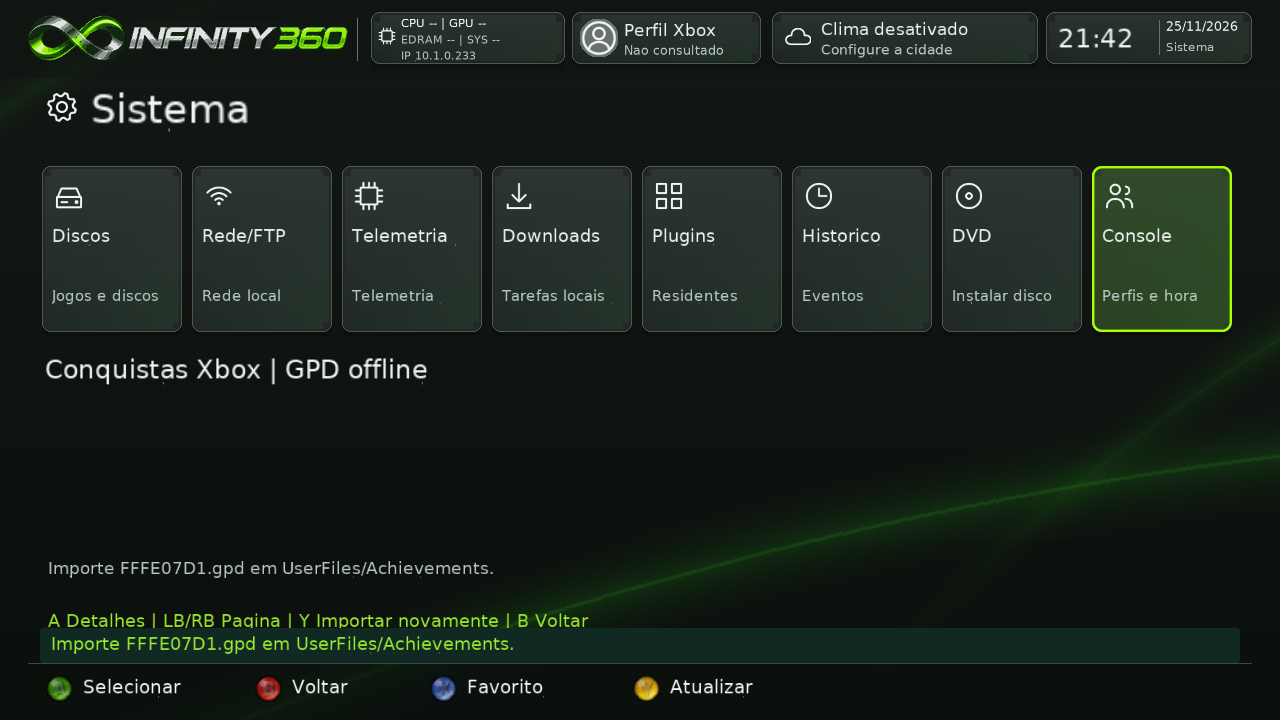 INFINITY 360
CPU -- | GPU --
EDRAM -- | SYS --
IP 10.1.0.233
Perfil Xbox
Nao consultado
Clima desativado
Configure a cidade
21:42
25/11/2026
Sistema
Sistema
Discos
Jogos e discos
Rede/FTP
Rede local
Telemetria
Telemetria
Downloads
Tarefas locais
Plugins
Residentes
Historico
Eventos
DVD
Instalar disco
Console
Perfis e hora
Conquistas Xbox | GPD offline
Importe FFFE07D1.gpd em UserFiles/Achievements.
A Detalhes | LB/RB Pagina | Y Importar novamente | B Voltar
Importe FFFE07D1.gpd em UserFiles/Achievements.
Selecionar
Voltar
Favorito
Atualizar